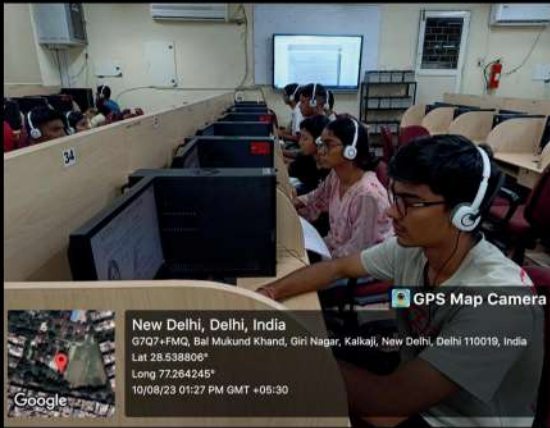 34
GPS Map Camera
New Delhi, Delhi, India
G7Q7+FMQ, Bal Mukund Khand, Giri Nagar, Kalkaji, New Delhi, Delhi 110019, India
Lat 28.538806°
Long 77.264245°
10/08/23 01:27 PM GMT +05:30
Google